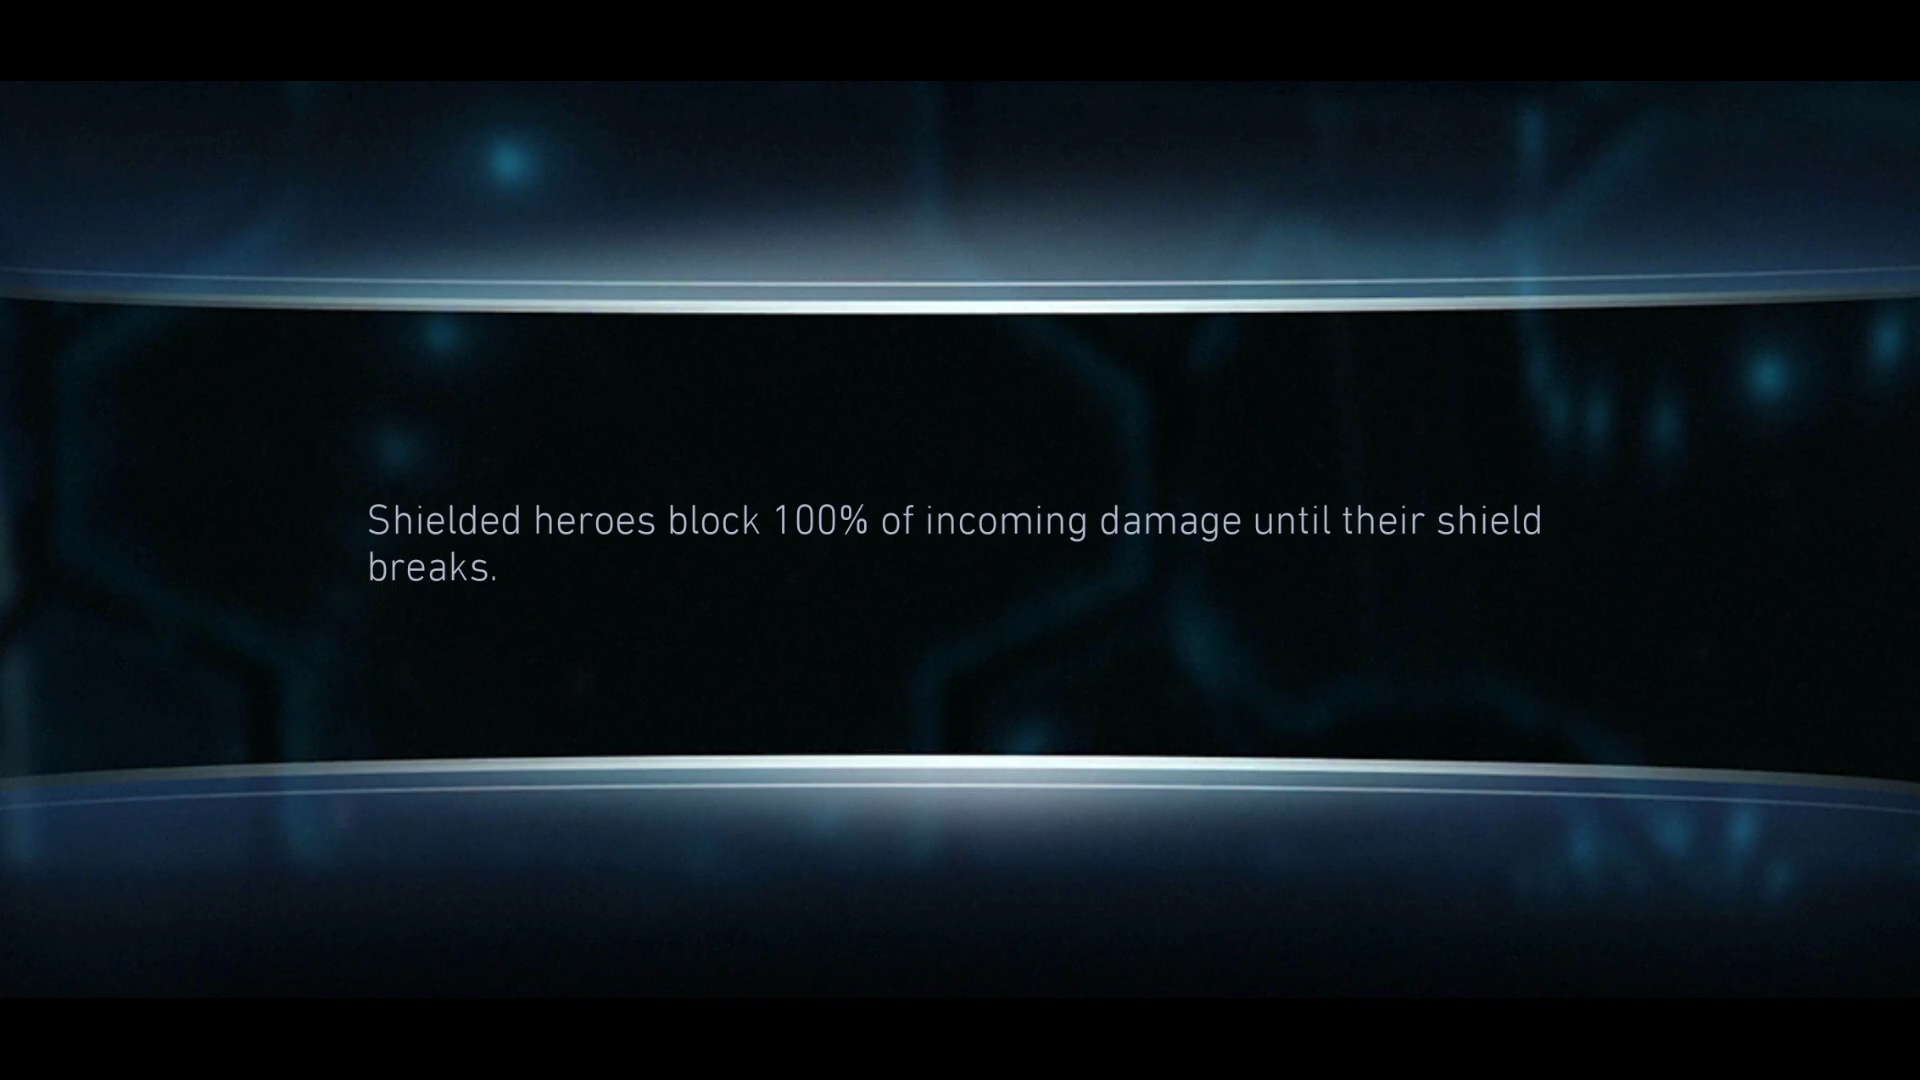 Shielded heroes block 100% of incoming damage until their shield
breaks.